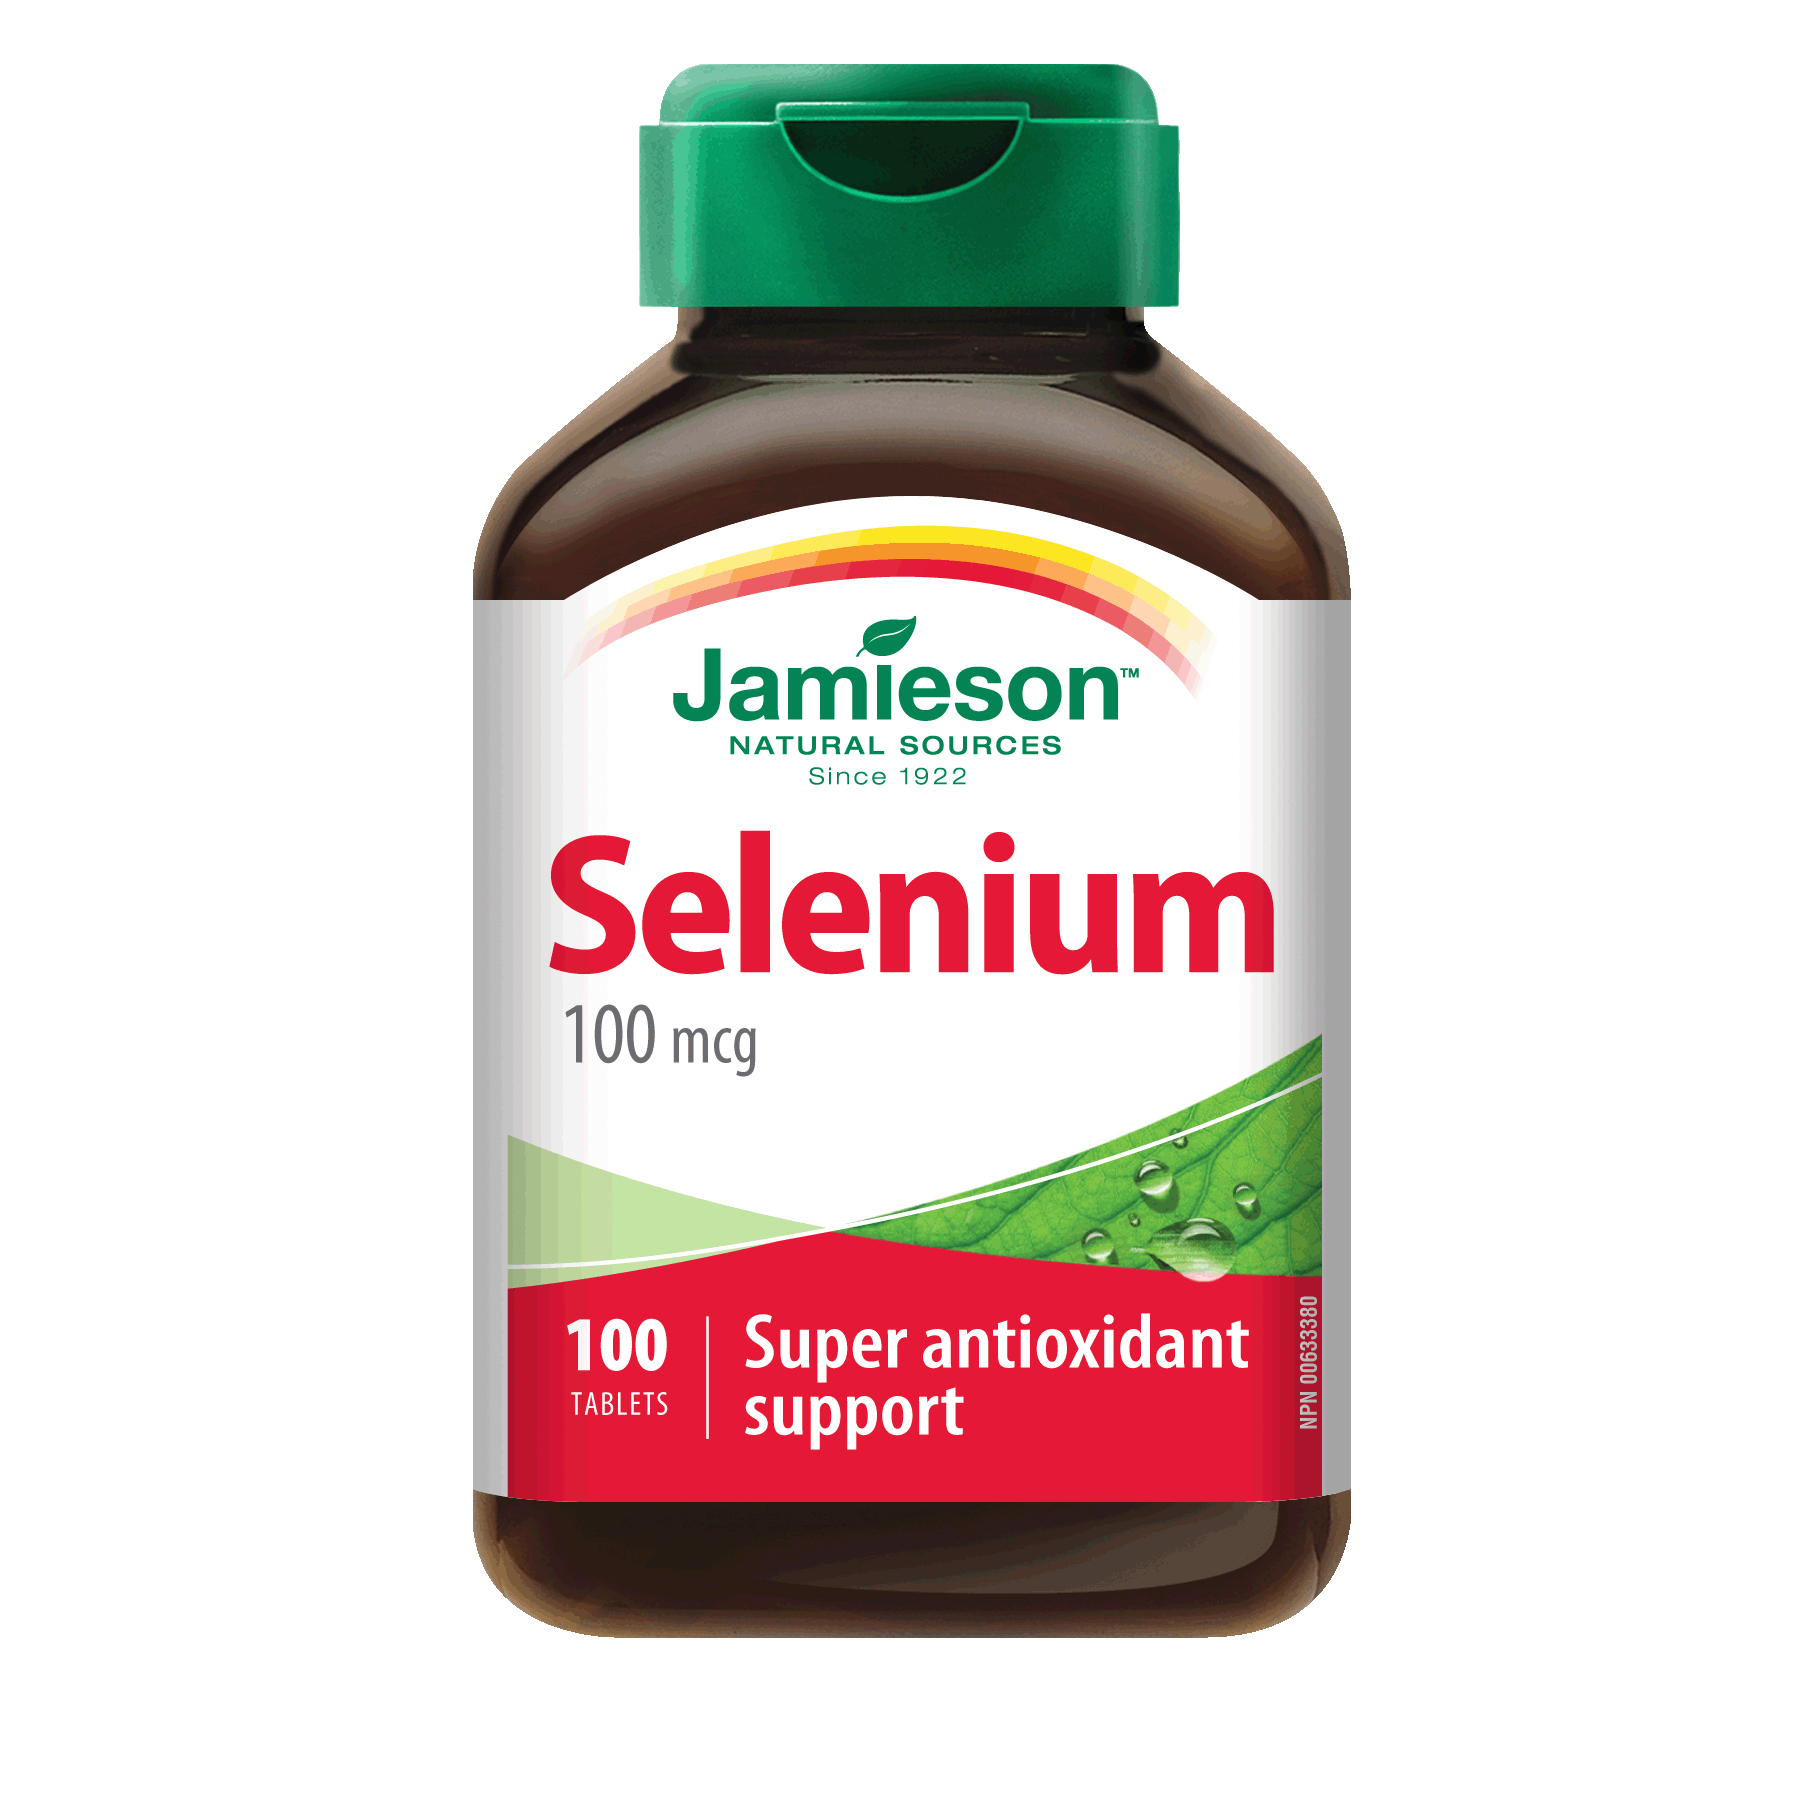 Jamieson™
NATURAL SOURCES
Since 1922
Selenium
100 mcg
100
TABLETS
Super antioxidant
support
NPN 00633380